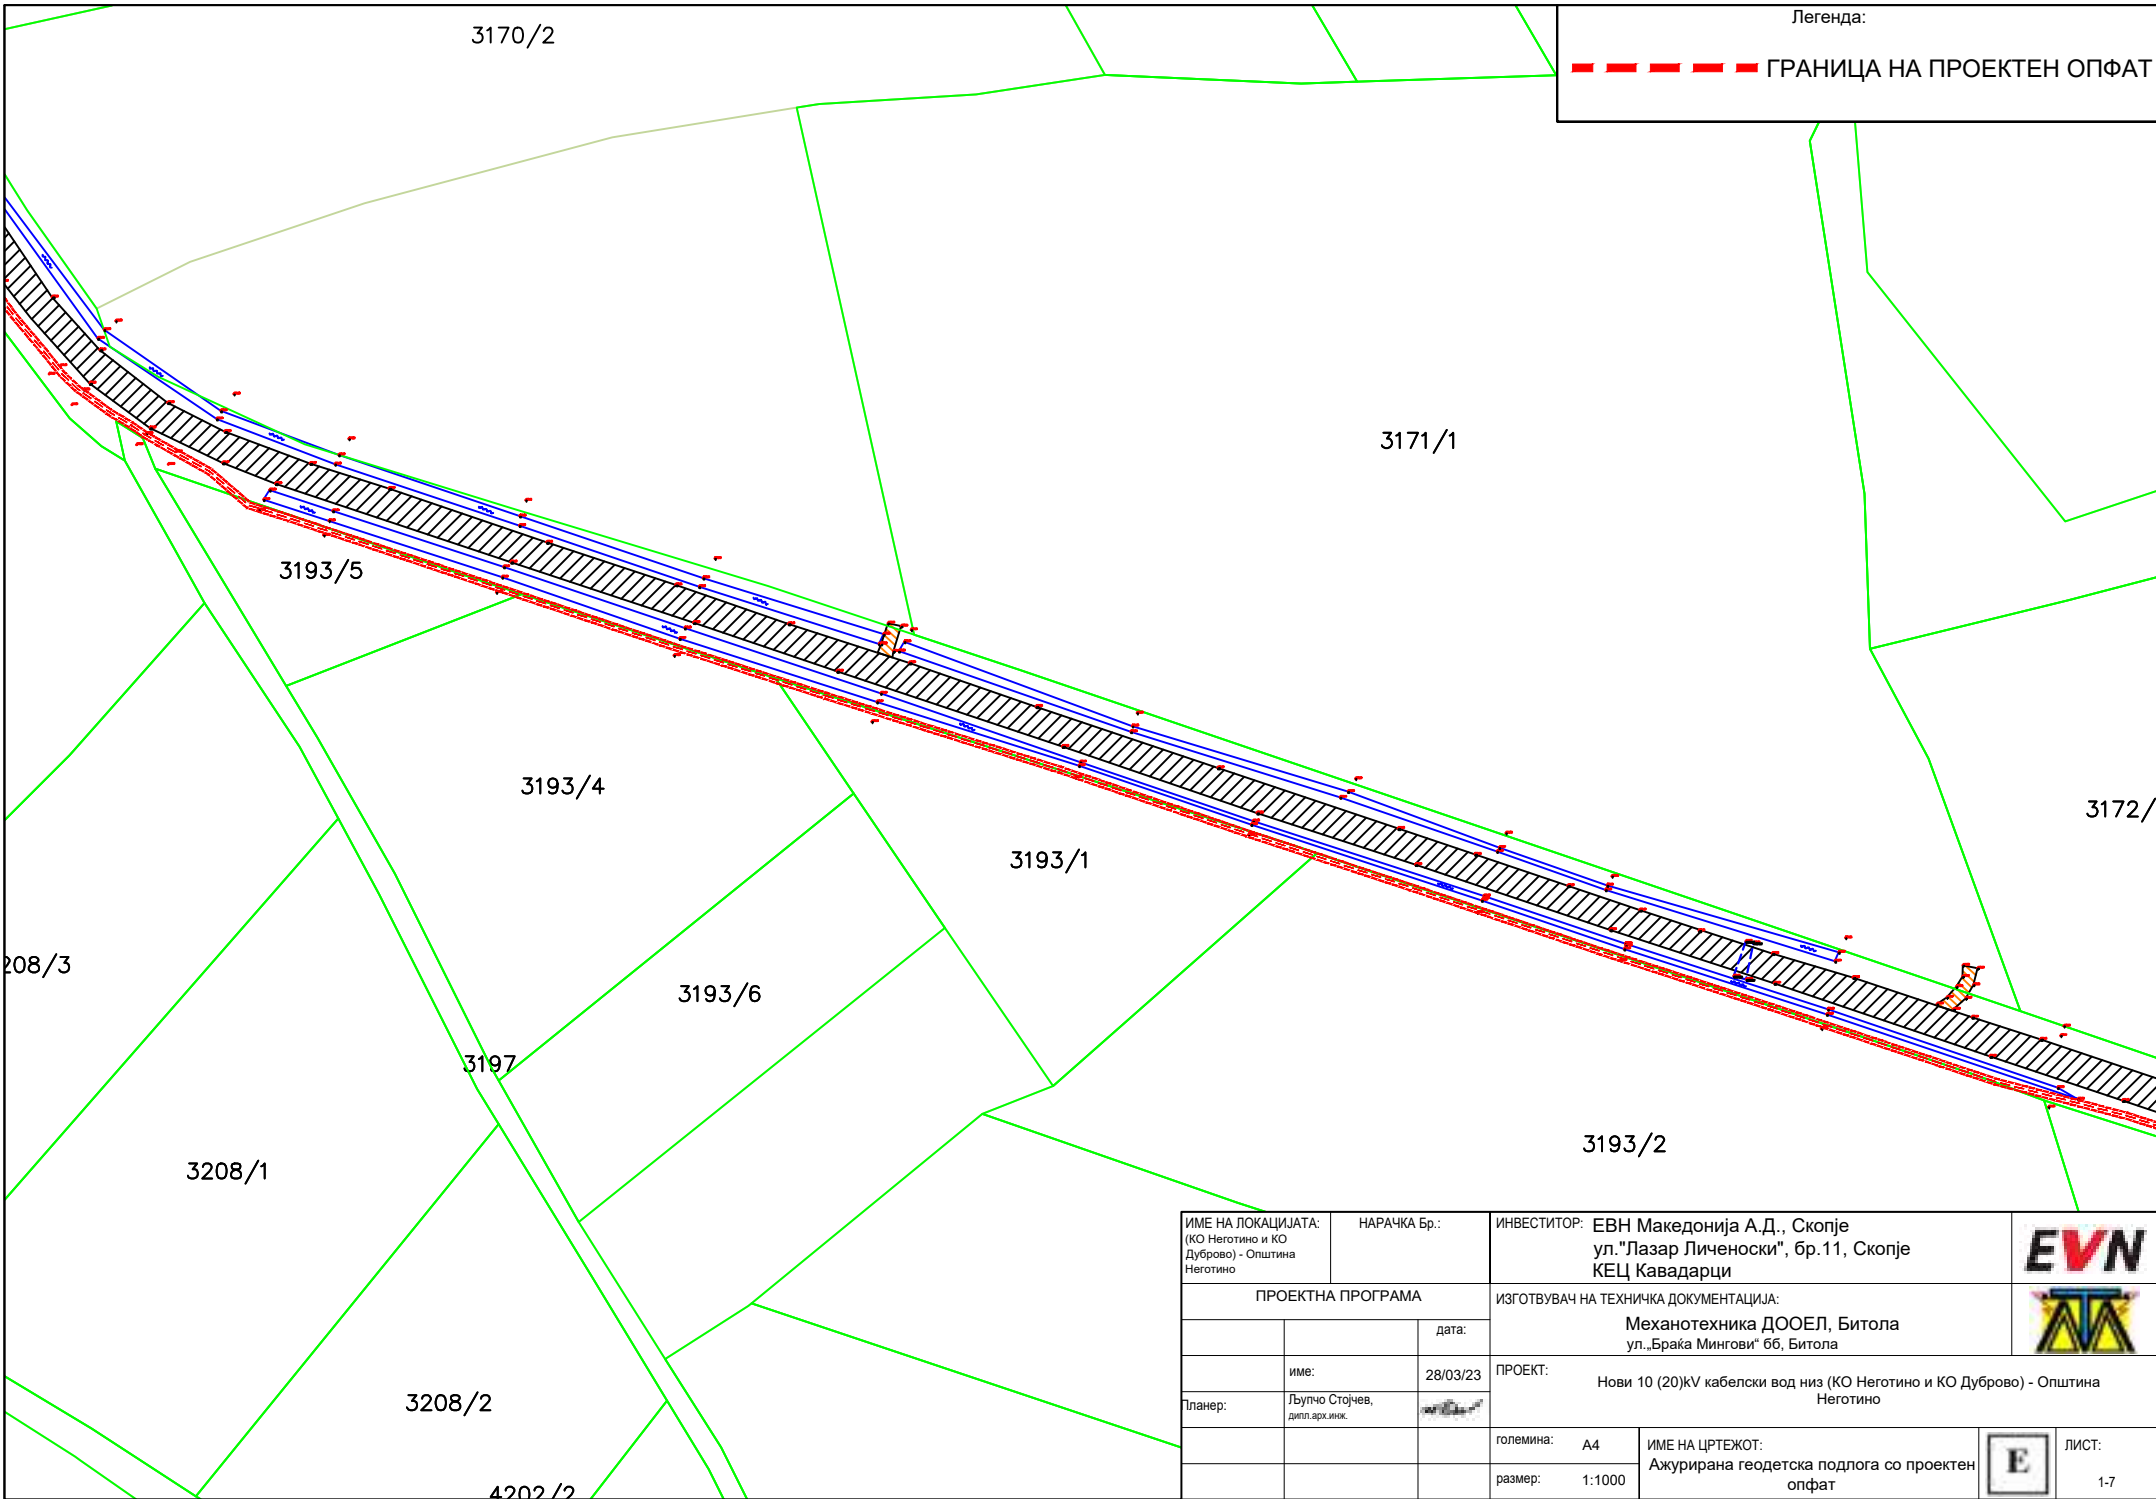 Легенда:
ГРАНИЦА НА ПРОЕКТЕН ОПФАТ
3170/2
3171/1
3193/5
3193/4
3172/
3193/1
208/3
3193/6
3197
3193/2
3208/1
3208/2
4202/2
ИМЕ НА ЛОКАЦИЈАТА:
(КО Неготино и КО
Дуброво) - Општина
Неготино
НАРАЧКА Бр.:
ИНВЕСТИТОР: ЕВН Македонија А.Д., Скопје
ул."Лазар Личеноски", бр.11, Скопје
КЕЦ Кавадарци
EVN
ПРОЕКТНА ПРОГРАМА
ИЗГОТВУВАЧ НА ТЕХНИЧКА ДОКУМЕНТАЦИЈА:
Механотехника ДООЕЛ, Битола
ул.„Браќа Мингови“ бб, Битола
дата:
име:
28/03/23
ПРОЕКТ:
Нови 10 (20)kV кабелски вод низ (КО Неготино и КО Дуброво) - Општина
Неготино
Планер:
Љупчо Стојчев,
дипл.арх.инж.
големина: А4
размер: 1:1000
ИМЕ НА ЦРТЕЖОТ:
Ажурирана геодетска подлога со проектен
опфат
E
ЛИСТ:
1-7